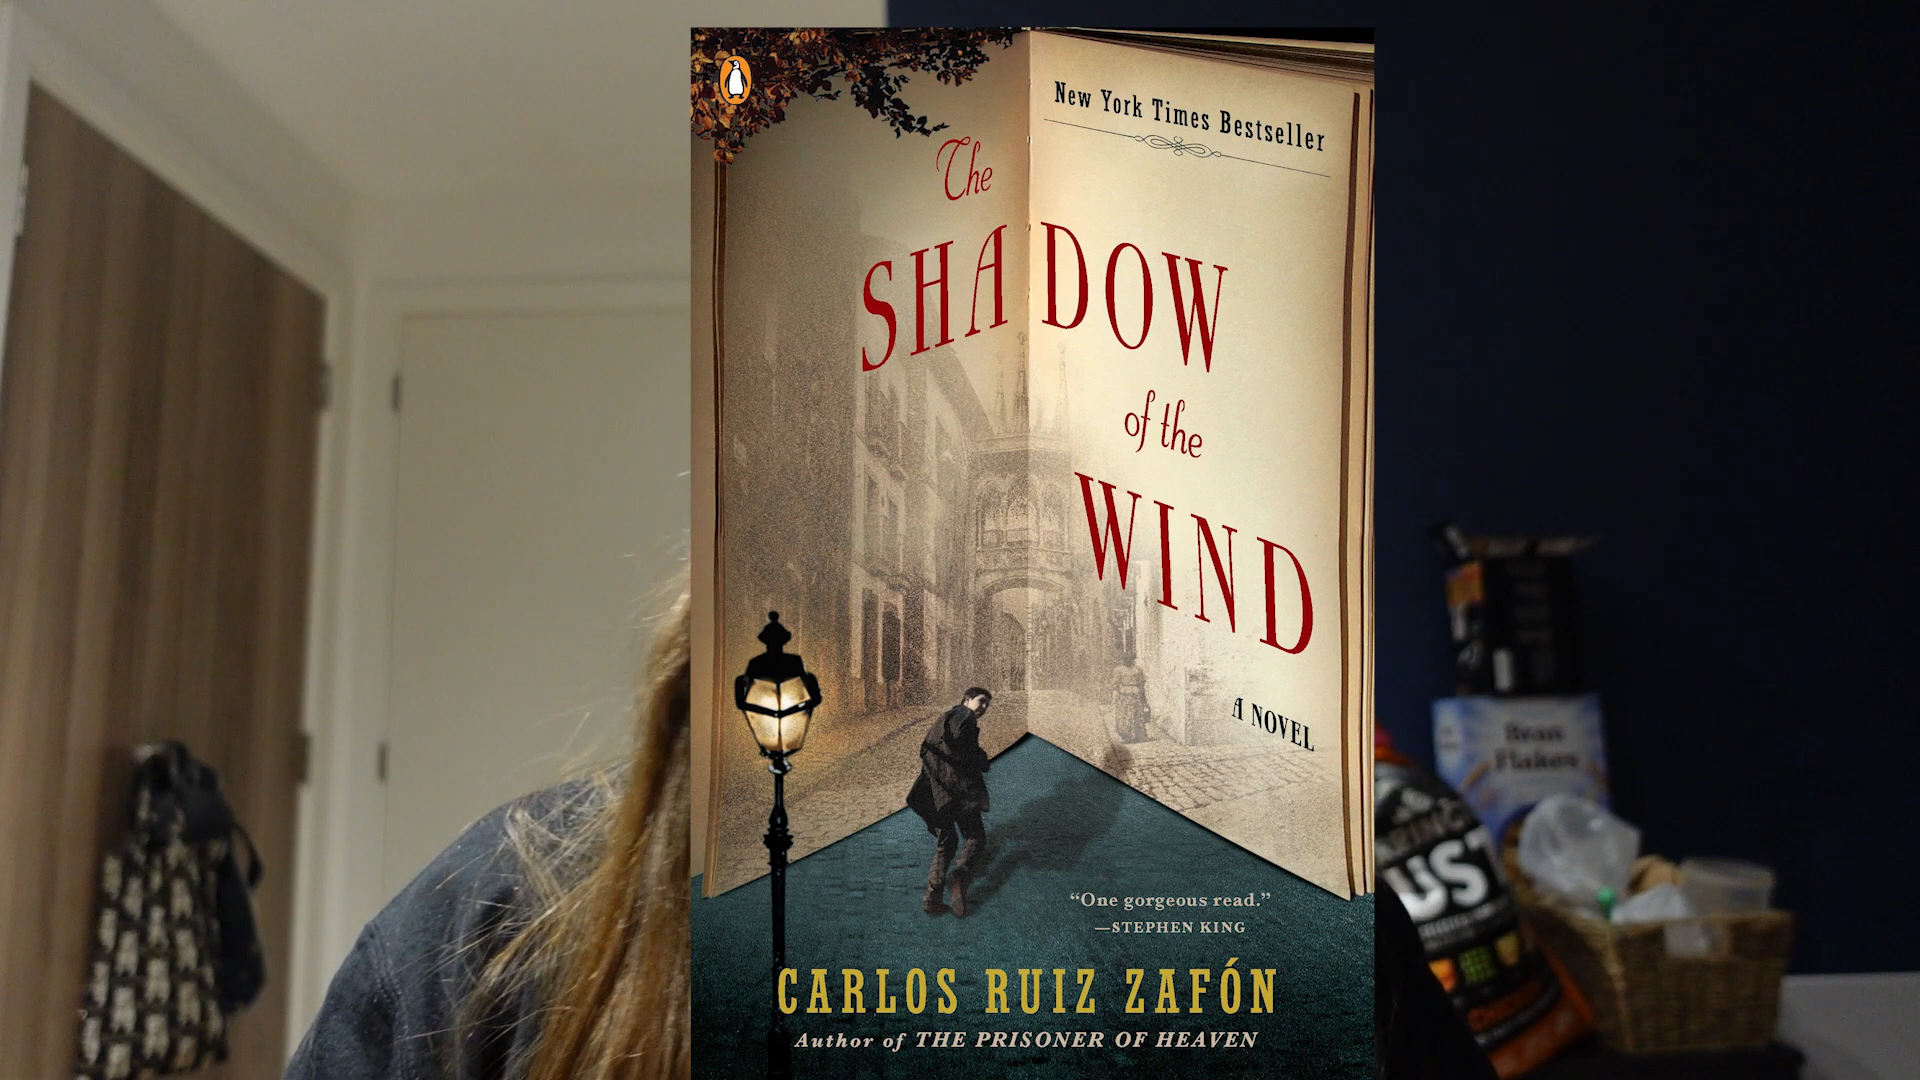 New York Times Bestseller
The
SHADOW
of the
WIND
A NOVEL
“One gorgeous read.”
—STEPHEN KING
CARLOS RUIZ ZAFÓN
Author of THE PRISONER OF HEAVEN
Bran
Flakes